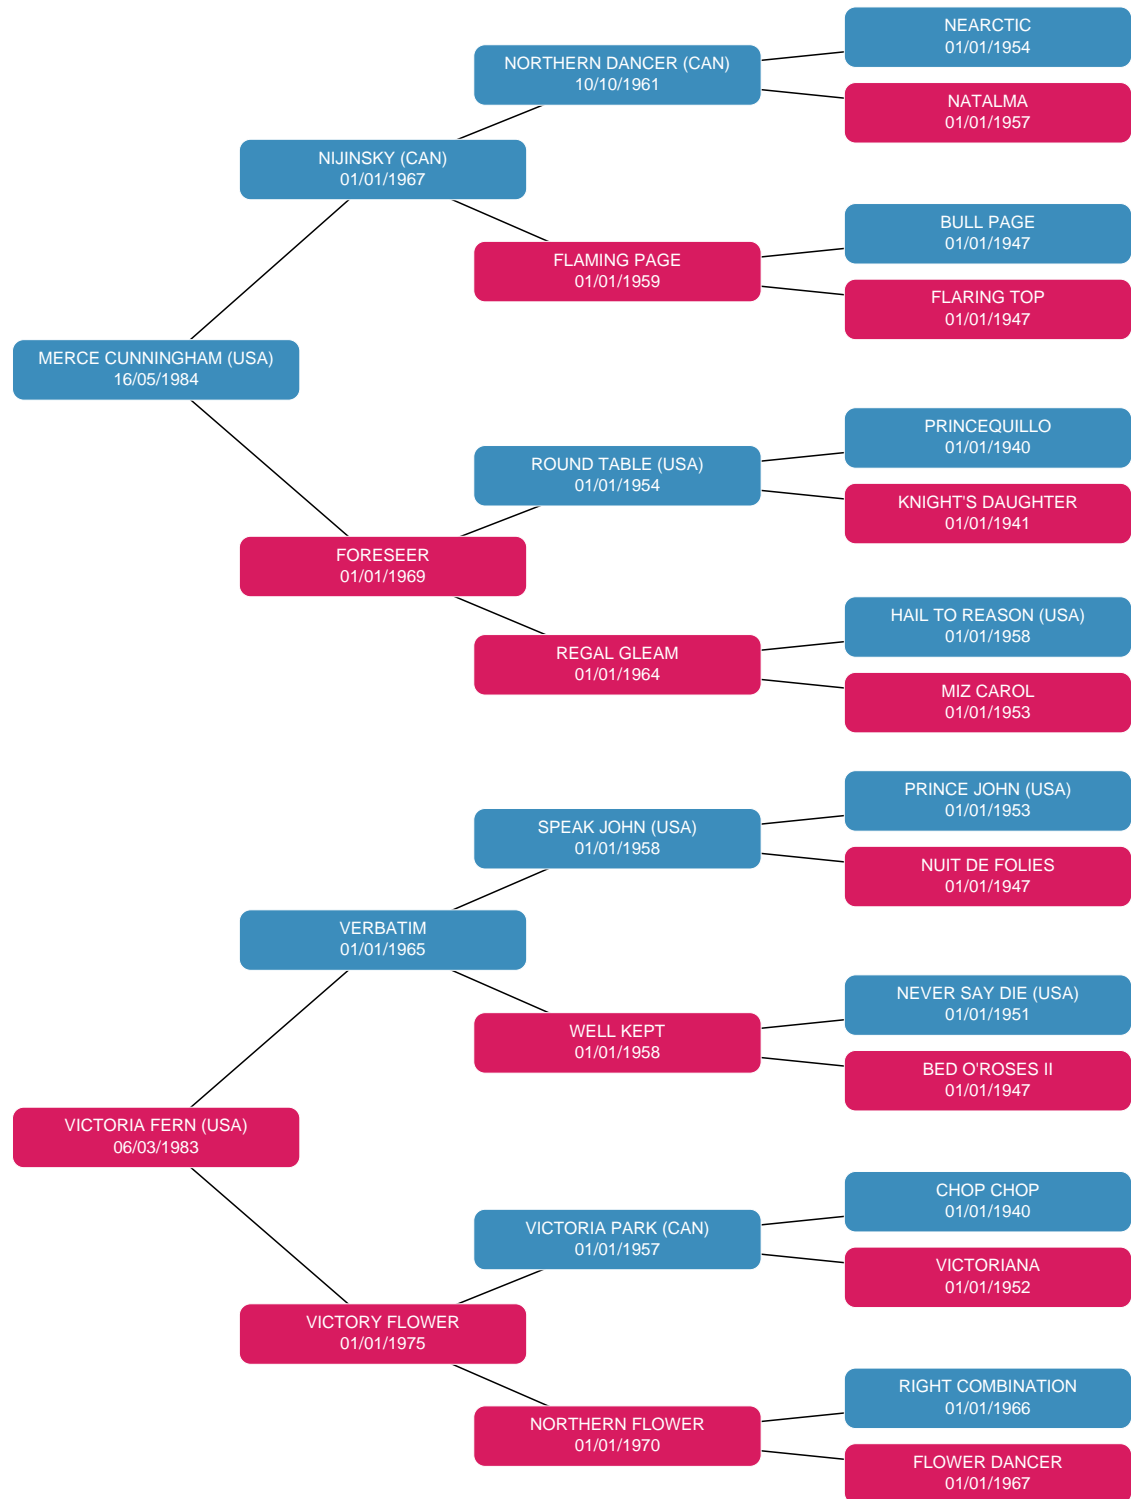 NEARCTIC
01/01/1954
NORTHERN DANCER (CAN)
10/10/1961
NATALMA
01/01/1957
NIJINSKY (CAN)
01/01/1967
BULL PAGE
01/01/1947
FLAMING PAGE
01/01/1959
FLARING TOP
01/01/1947
MERCE CUNNINGHAM (USA)
16/05/1984
PRINCEQUILLO
01/01/1940
ROUND TABLE (USA)
01/01/1954
KNIGHT'S DAUGHTER
01/01/1941
FORESEER
01/01/1969
HAIL TO REASON (USA)
01/01/1958
REGAL GLEAM
01/01/1964
MIZ CAROL
01/01/1953
PRINCE JOHN (USA)
01/01/1953
SPEAK JOHN (USA)
01/01/1958
NUIT DE FOLIES
01/01/1947
VERBATIM
01/01/1965
NEVER SAY DIE (USA)
01/01/1951
WELL KEPT
01/01/1958
BED O'ROSES II
01/01/1947
VICTORIA FERN (USA)
06/03/1983
CHOP CHOP
01/01/1940
VICTORIA PARK (CAN)
01/01/1957
VICTORIANA
01/01/1952
VICTORY FLOWER
01/01/1975
RIGHT COMBINATION
01/01/1966
NORTHERN FLOWER
01/01/1970
FLOWER DANCER
01/01/1967